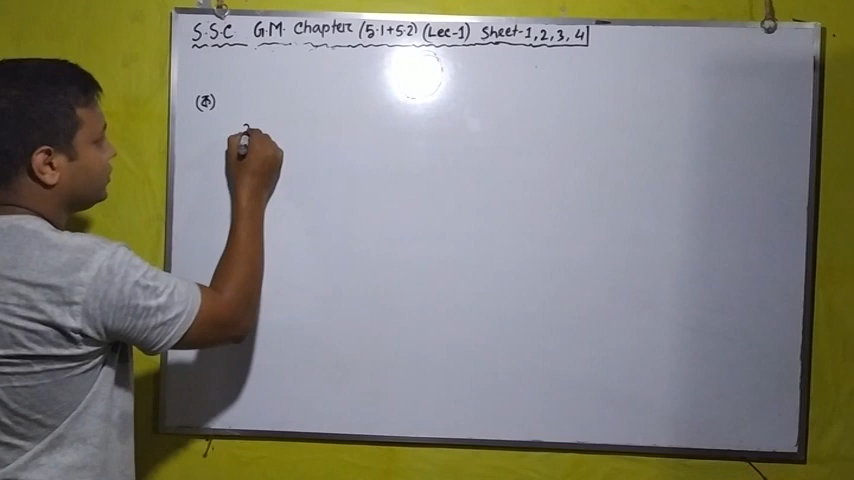 S.S.C G.M. Chapter (5.1+5.2) (Lec-1) Sheet-1, 2, 3, 4
(ক)